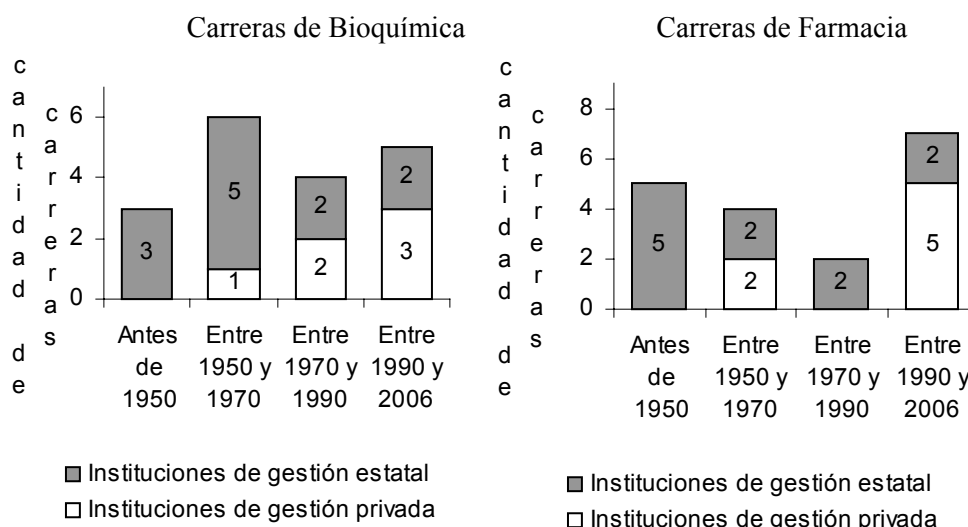 Carreras de Bioquímica
cantidad de
carreras
6
4
2
0
3
5
1
2
2
2
3
Antes de 1950
Entre 1950 y 1970
Entre 1970 y 1990
Entre 1990 y 2006
Instituciones de gestión estatal
Instituciones de gestión privada
Carreras de Farmacia
cantidad de
carreras
8
6
4
2
0
5
2
2
2
2
5
Antes de 1950
Entre 1950 y 1970
Entre 1970 y 1990
Entre 1990 y 2006
Instituciones de gestión estatal
Instituciones de gestión privada